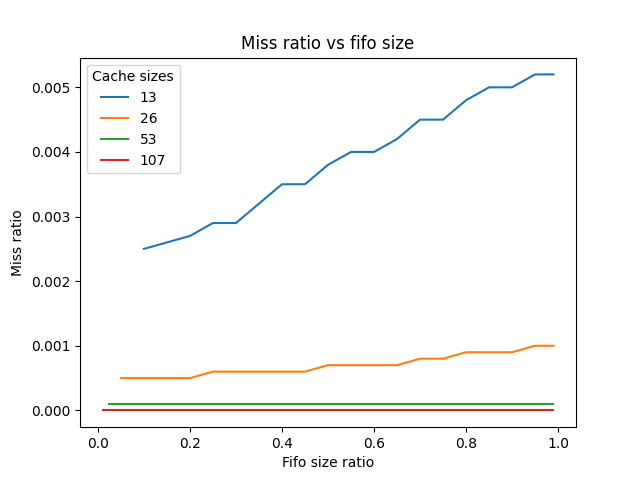 Miss ratio vs fifo size
Cache sizes
13
26
53
107
0.005
0.004
0.003
0.002
0.001
0.000
Miss ratio
0.0 0.2 0.4 0.6 0.8 1.0
Fifo size ratio